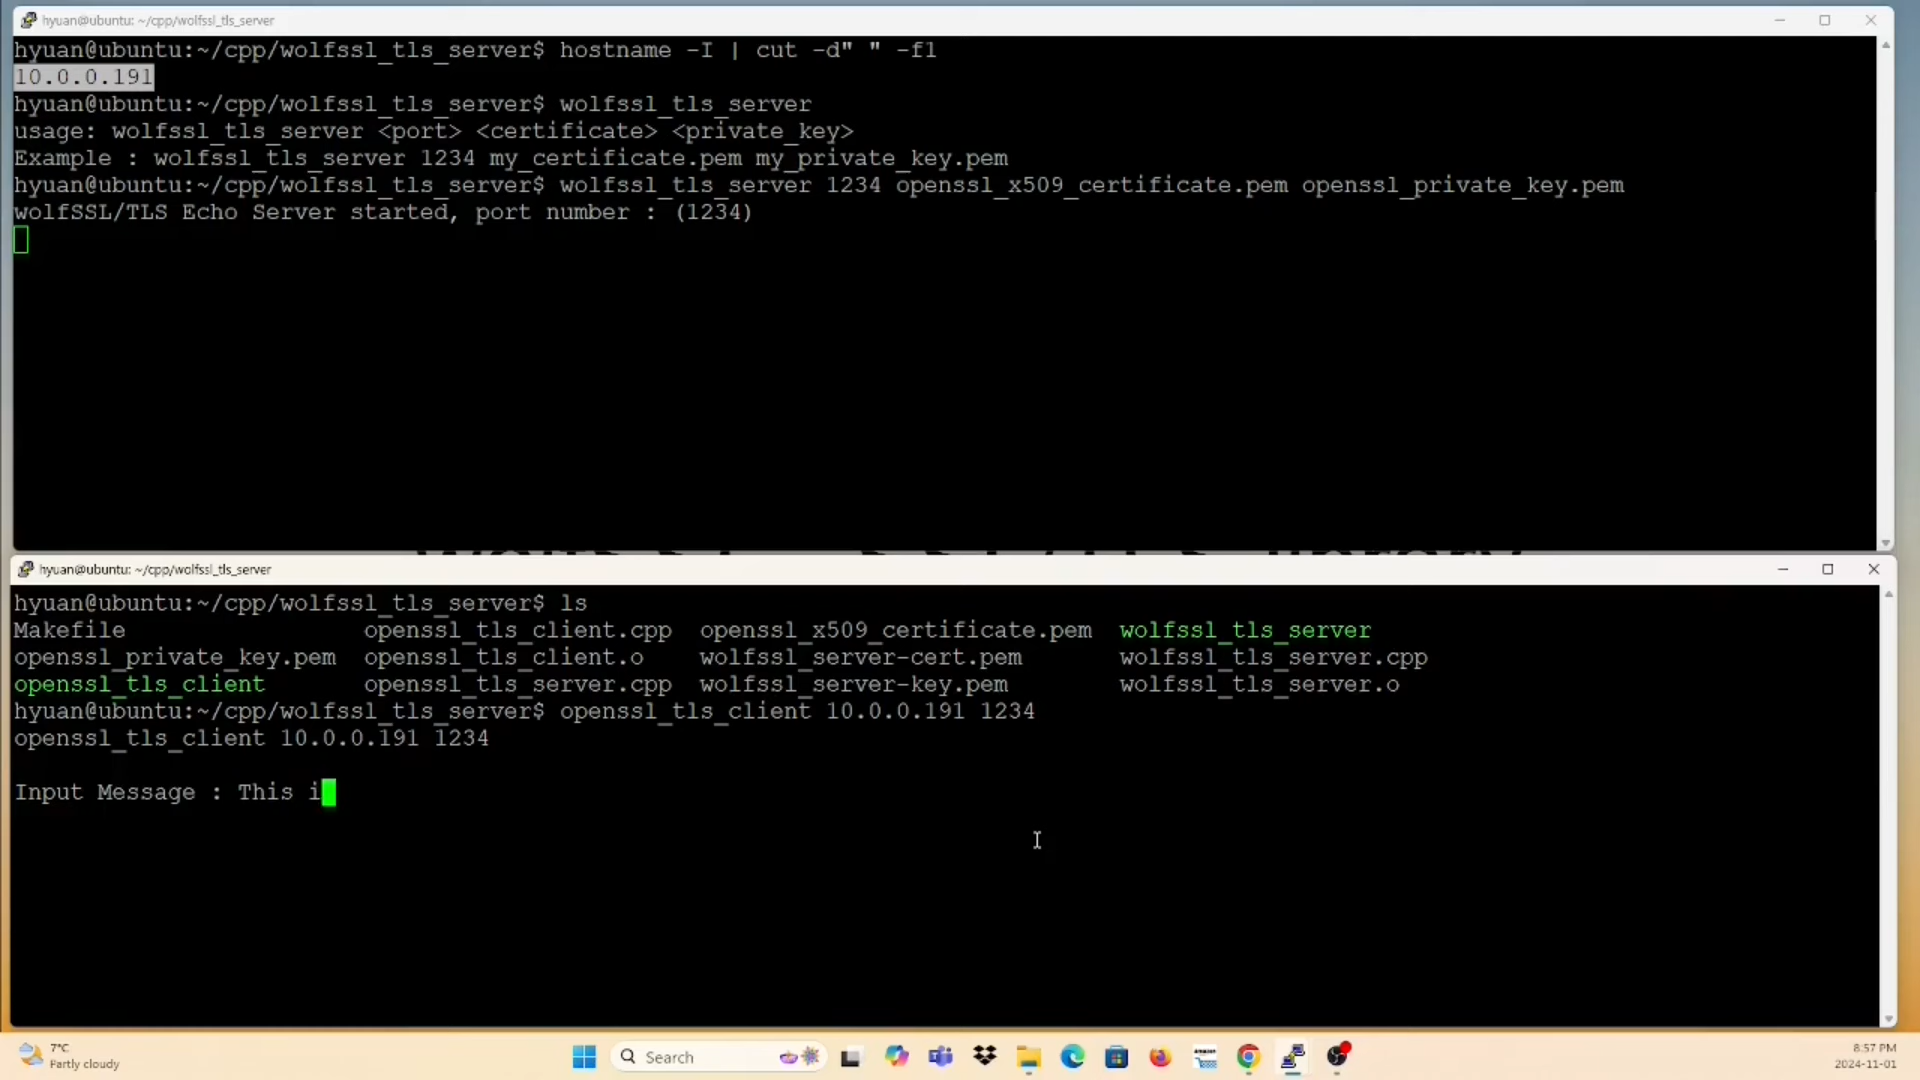 hyuan@ubuntu: ~/cpp/wolfssl_tls_server
hyuan@ubuntu:~/cpp/wolfssl_tls_server$ hostname -I | cut -d" " -f1
10.0.0.191
hyuan@ubuntu:~/cpp/wolfssl_tls_server$ wolfssl_tls_server
usage: wolfssl_tls_server <port> <certificate> <private_key>
Example : wolfssl_tls_server 1234 my_certificate.pem my_private_key.pem
hyuan@ubuntu:~/cpp/wolfssl_tls_server$ wolfssl_tls_server 1234 openssl_x509_certificate.pem openssl_private_key.pem
wolfSSL/TLS Echo Server started, port number : (1234)
hyuan@ubuntu: ~/cpp/wolfssl_tls_server
hyuan@ubuntu:~/cpp/wolfssl_tls_server$ ls
Makefile openssl_tls_client.cpp openssl_x509_certificate.pem wolfssl_tls_server
openssl_private_key.pem openssl_tls_client.o wolfssl_server-cert.pem wolfssl_tls_server.cpp
openssl_tls_client openssl_tls_server.cpp wolfssl_server-key.pem wolfssl_tls_server.o
hyuan@ubuntu:~/cpp/wolfssl_tls_server$ openssl_tls_client 10.0.0.191 1234
openssl_tls_client 10.0.0.191 1234
Input Message : This i
7°C
Partly cloudy
Search
8:57 PM
2024-11-01